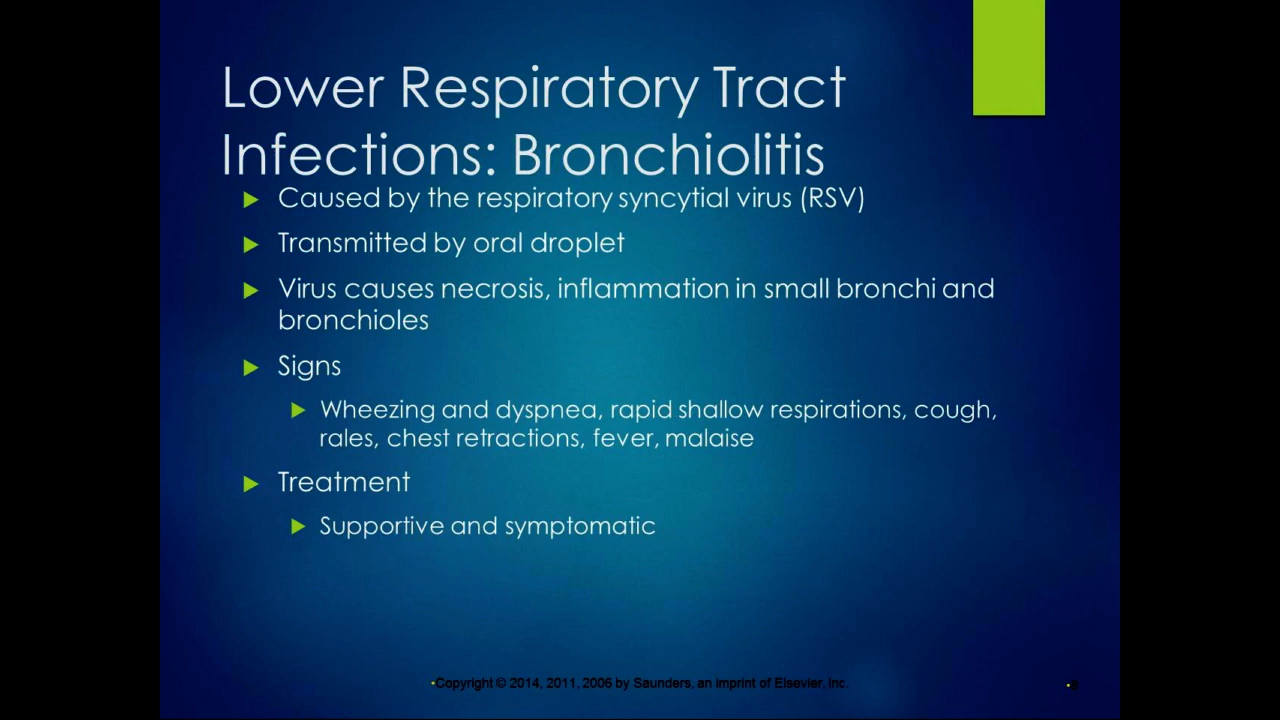 Lower Respiratory Tract
Infections: Bronchiolitis
Caused by the respiratory syncytial virus (RSV)
Transmitted by oral droplet
Virus causes necrosis, inflammation in small bronchi and
bronchioles
Signs
Wheezing and dyspnea, rapid shallow respirations, cough,
rales, chest retractions, fever, malaise
Treatment
Supportive and symptomatic
•Copyright © 2014, 2011, 2006 by Saunders, an imprint of Elsevier, Inc.